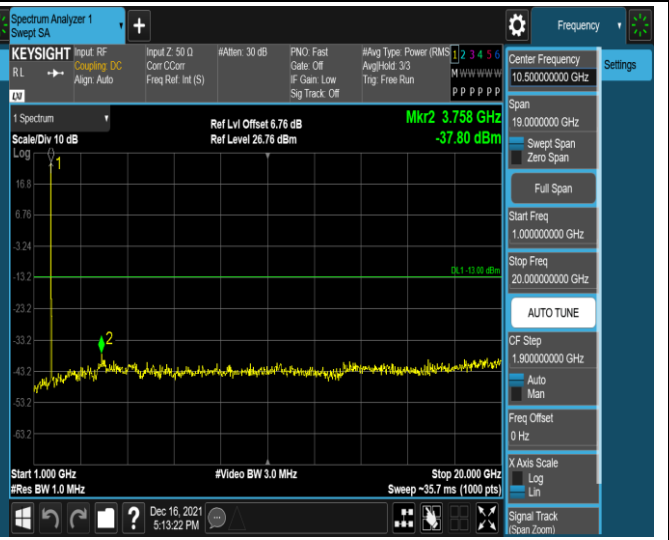 Spectrum Analyzer 1
Swept SA
+
Frequency
KEYSIGHT
RL
LXI
Input: RF
Coupling: DC
Align: Auto
Input Z: 50 Ω
Corr CCorr
Freq Ref: Int (S)
#Atten: 30 dB
PNO: Fast
Gate: Off
IF Gain: Low
Sig Track: Off
#Avg Type: Power (RMS
Avg|Hold: 3/3
Trig: Free Run
1 2 3 4 5 6
M W W W W W
P P P P P P
1 Spectrum
Scale/Div 10 dB
Log
Ref Lvl Offset 6.76 dB
Ref Level 26.76 dBm
Mkr2 3.758 GHz
-37.80 dBm
1
16.8
6.76
-3.24
-13.2
DL1 -13.00 dBm
-23.2
-33.2
2
-43.2
-53.2
-63.2
Start 1.000 GHz
#Res BW 1.0 MHz
#Video BW 3.0 MHz
Stop 20.000 GHz
Sweep ~35.7 ms (1000 pts)
?
Dec 16, 2021
5:13:22 PM
Center Frequency
10.500000000 GHz
Settings
Span
19.0000000 GHz
Swept Span
Zero Span
Full Span
Start Freq
1.000000000 GHz
Stop Freq
20.000000000 GHz
AUTO TUNE
CF Step
1.900000000 GHz
Auto
Man
Freq Offset
0 Hz
X Axis Scale
Log
Lin
Signal Track
(Span Zoom)